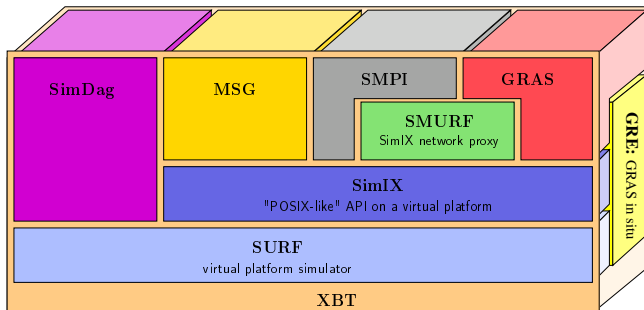 SimDag
MSG
SMPI
GRAS
SMURF
SimIX network proxy
SimIX
"POSIX-like" API on a virtual platform
SURF
virtual platform simulator
XBT
GRE: GRAS in situ